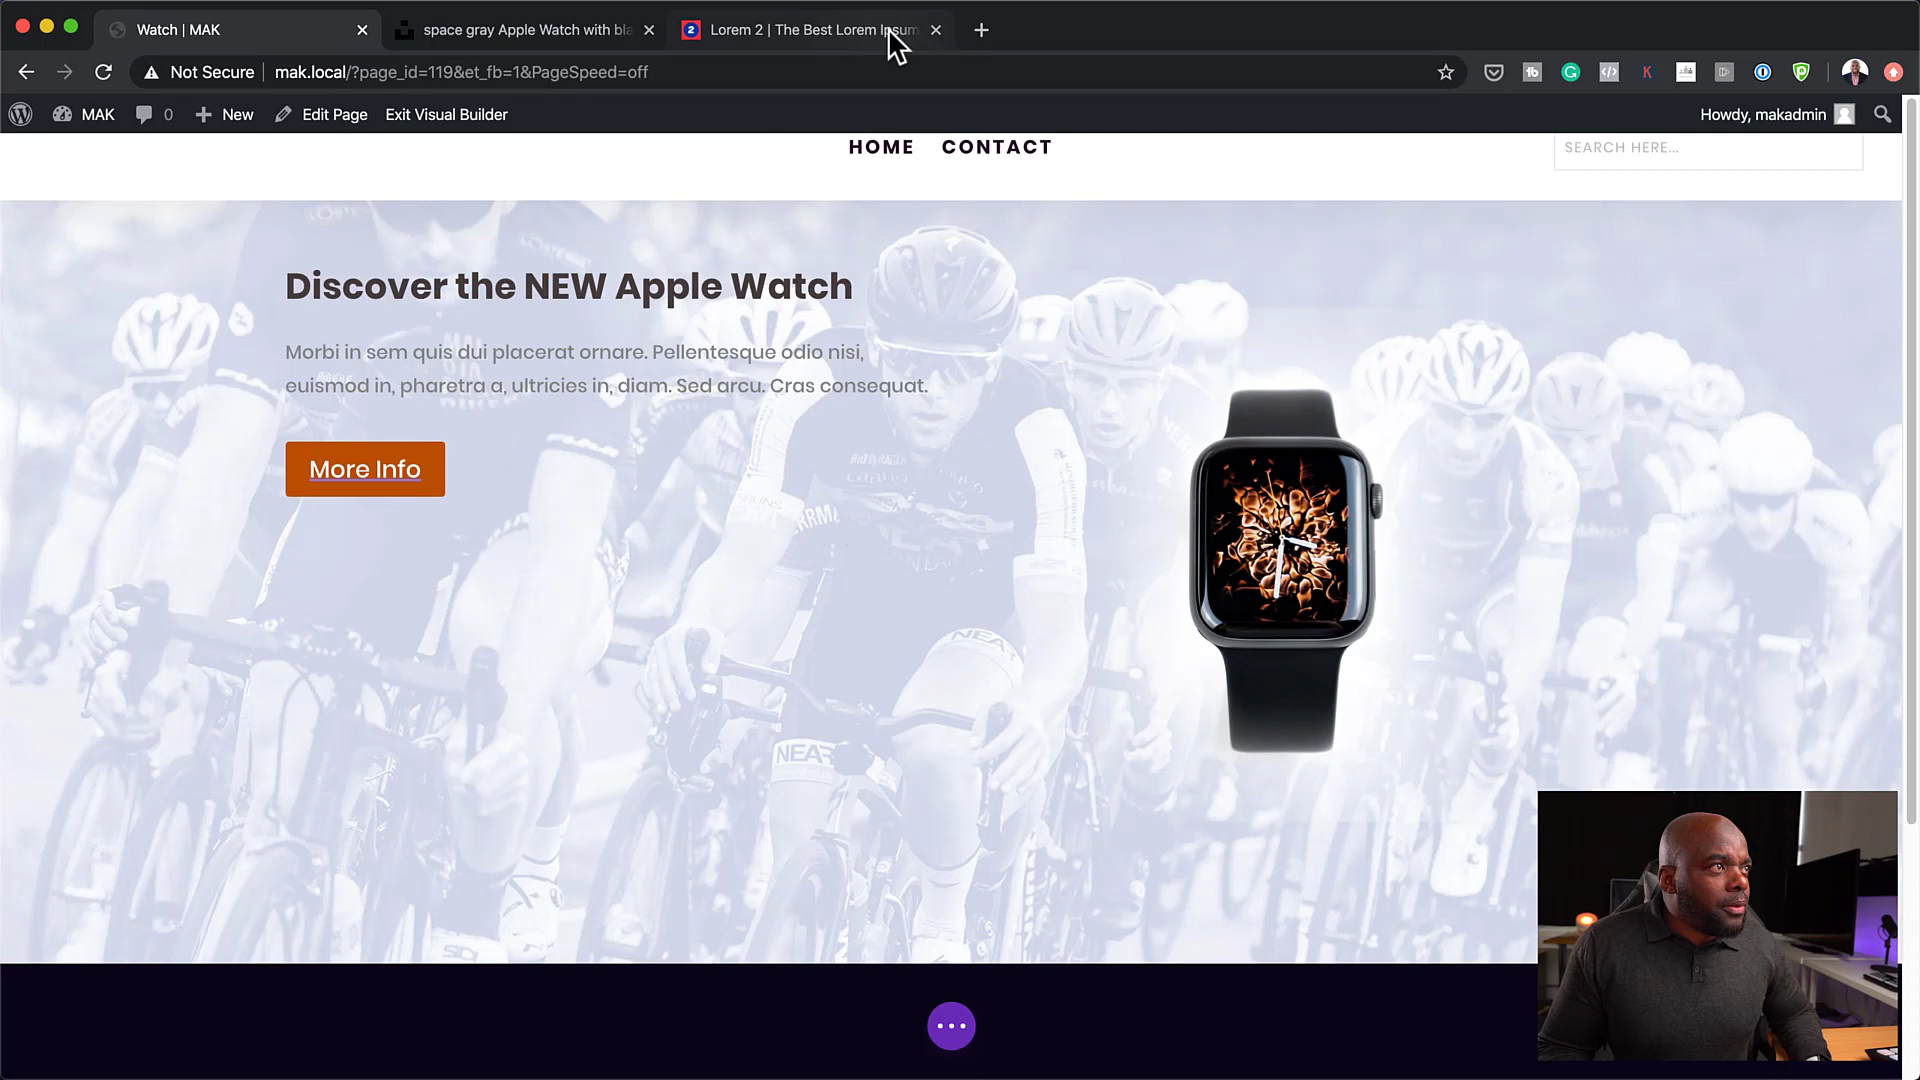 Watch | MAK
space gray Apple Watch with bla
2
Lorem 2 | The Best Lorem Ipsum
Not Secure
mak.local/?page_id=119&et_fb=1&PageSpeed=off
MAK
0
New
Edit Page
Exit Visual Builder
Howdy, makadmin
HOME
CONTACT
SEARCH HERE...
Discover the NEW Apple Watch
Morbi in sem quis dui placerat ornare. Pellentesque odio nisi,
euismod in, pharetra a, ultricies in, diam. Sed arcu. Cras consequat.
More Info
NEAR